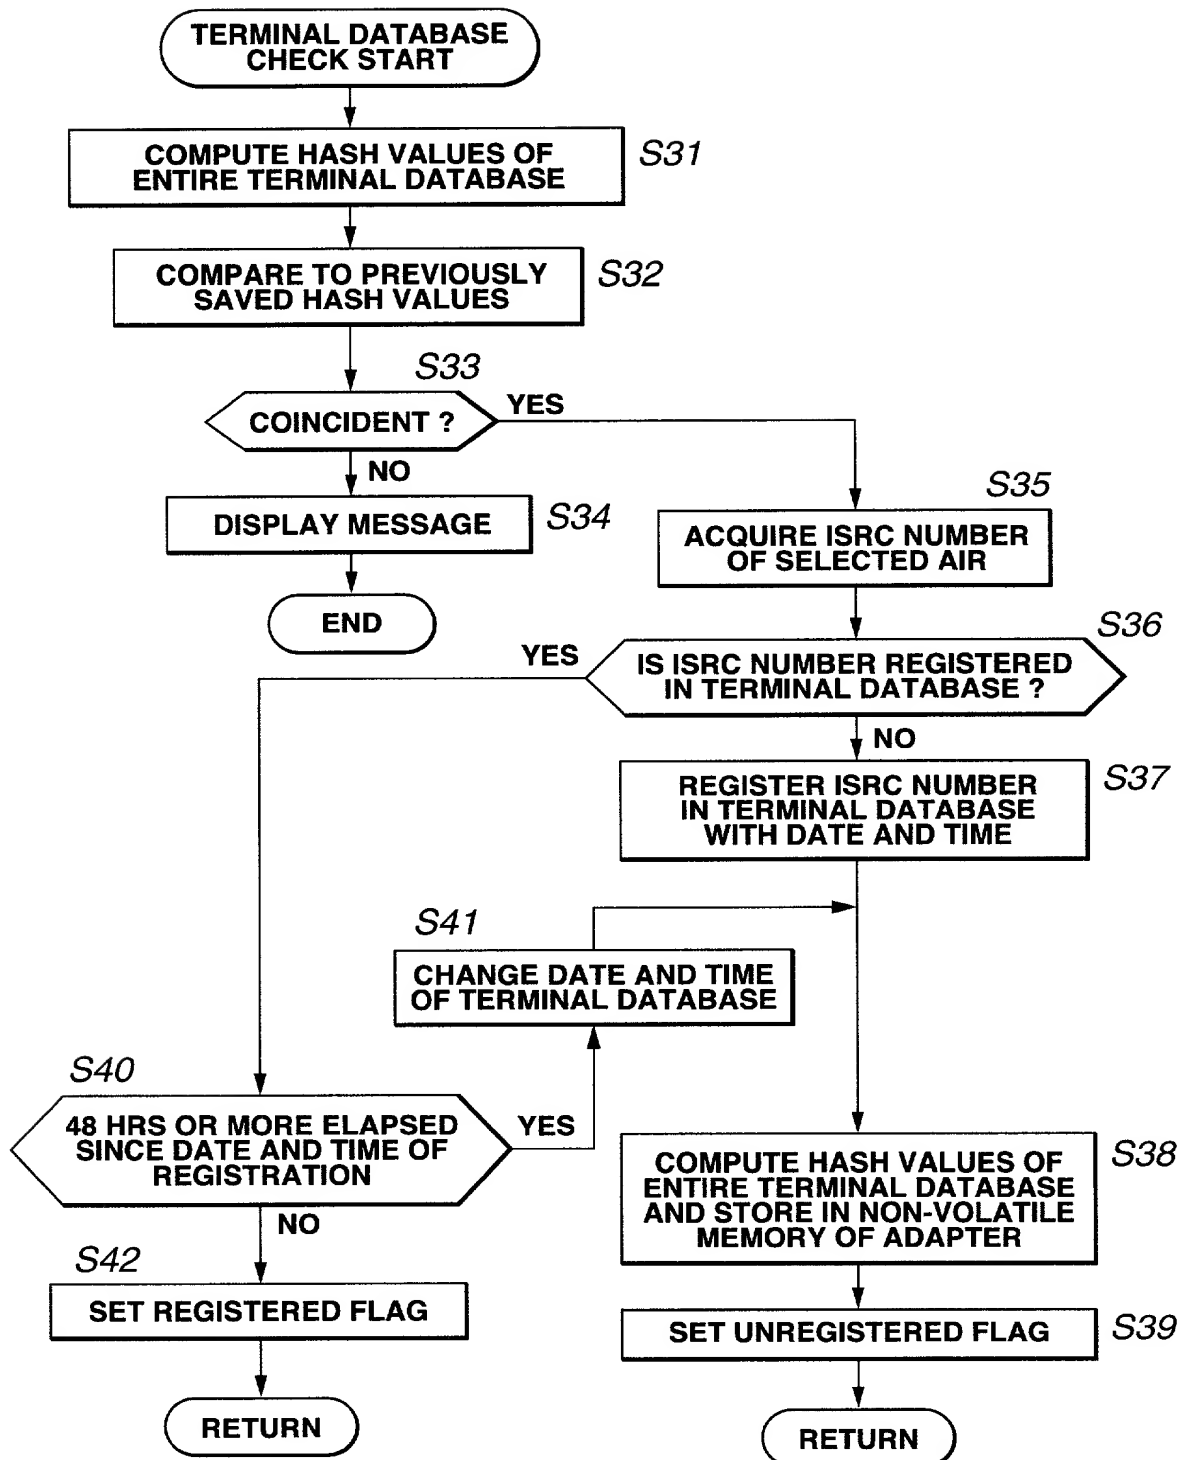 TERMINAL DATABASE
CHECK START
COMPUTE HASH VALUES OF
ENTIRE TERMINAL DATABASE
S31
COMPARE TO PREVIOUSLY
SAVED HASH VALUES
S32
S33
COINCIDENT ?
YES
NO
DISPLAY MESSAGE
S34
END
S35
ACQUIRE ISRC NUMBER
OF SELECTED AIR
S36
YES
IS ISRC NUMBER REGISTERED
IN TERMINAL DATABASE ?
NO
REGISTER ISRC NUMBER
IN TERMINAL DATABASE
WITH DATE AND TIME
S37
S41
CHANGE DATE AND TIME
OF TERMINAL DATABASE
S40
48 HRS OR MORE ELAPSED
SINCE DATE AND TIME OF
REGISTRATION
YES
NO
COMPUTE HASH VALUES OF
ENTIRE TERMINAL DATABASE
AND STORE IN NON-VOLATILE
MEMORY OF ADAPTER
S38
S42
SET REGISTERED FLAG
SET UNREGISTERED FLAG
S39
RETURN
RETURN